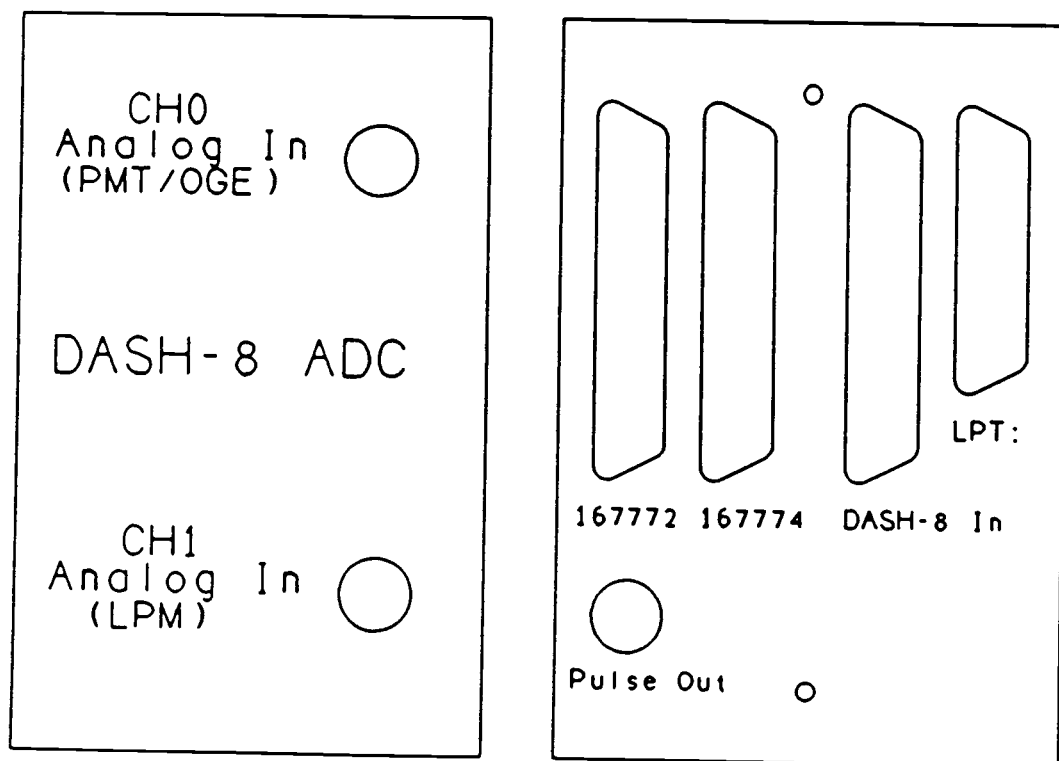 CH0
Analog In
(PMT/OGE)
DASH-8 ADC
CH1
Analog In
(LPM)
LPT:
167772 167774 DASH-8 In
Pulse Out